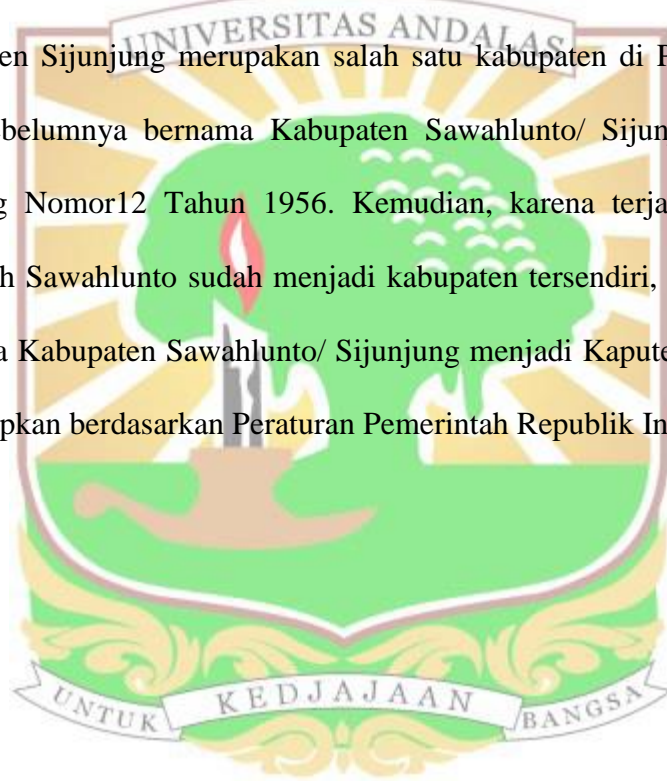 UNIVERSITAS ANDALAS
en Sijunjung merupakan salah satu kabupaten di P
belumnya bernama Kabupaten Sawahlunto/ Sijun
g Nomor12 Tahun 1956. Kemudian, karena terja
h Sawahlunto sudah menjadi kabupaten tersendiri,
a Kabupaten Sawahlunto/ Sijunjung menjadi Kapute
pkan berdasarkan Peraturan Pemerintah Republik In
UNTUK KEDJAJAAN BANGSA